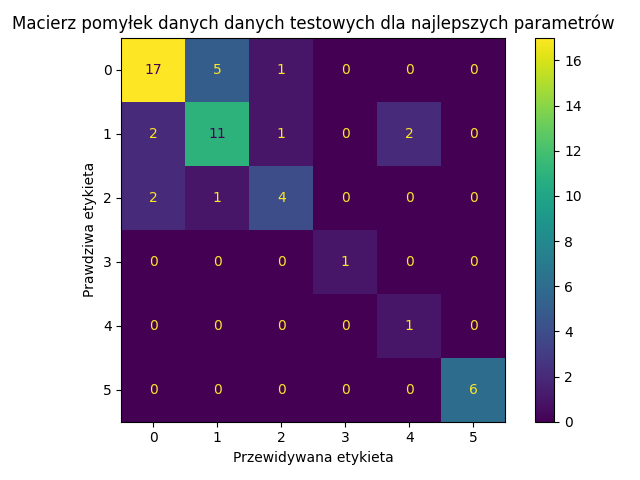 Macierz pomyłek danych danych testowych dla najlepszych parametrów
0 17 5 1 0 0 0
1 2 11 1 0 2 0
2 2 1 4 0 0 0
3 0 0 0 1 0 0
4 0 0 0 0 1 0
5 0 0 0 0 0 6
0 1 2 3 4 5
Prawdziwa etykieta
Przewidywana etykieta
16
14
12
10
8
6
4
2
0